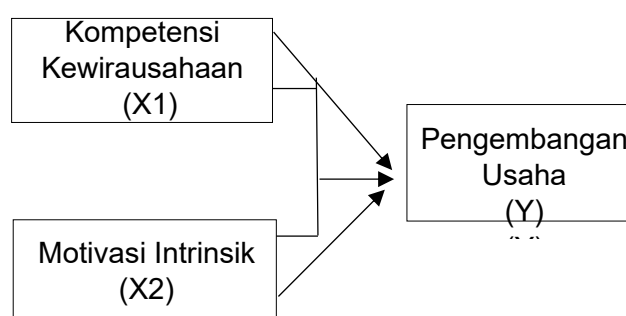 Kompetensi
Kewirausahaan
(X1)
Pengembangan
Usaha
(Y)
Motivasi Intrinsik
(X2)